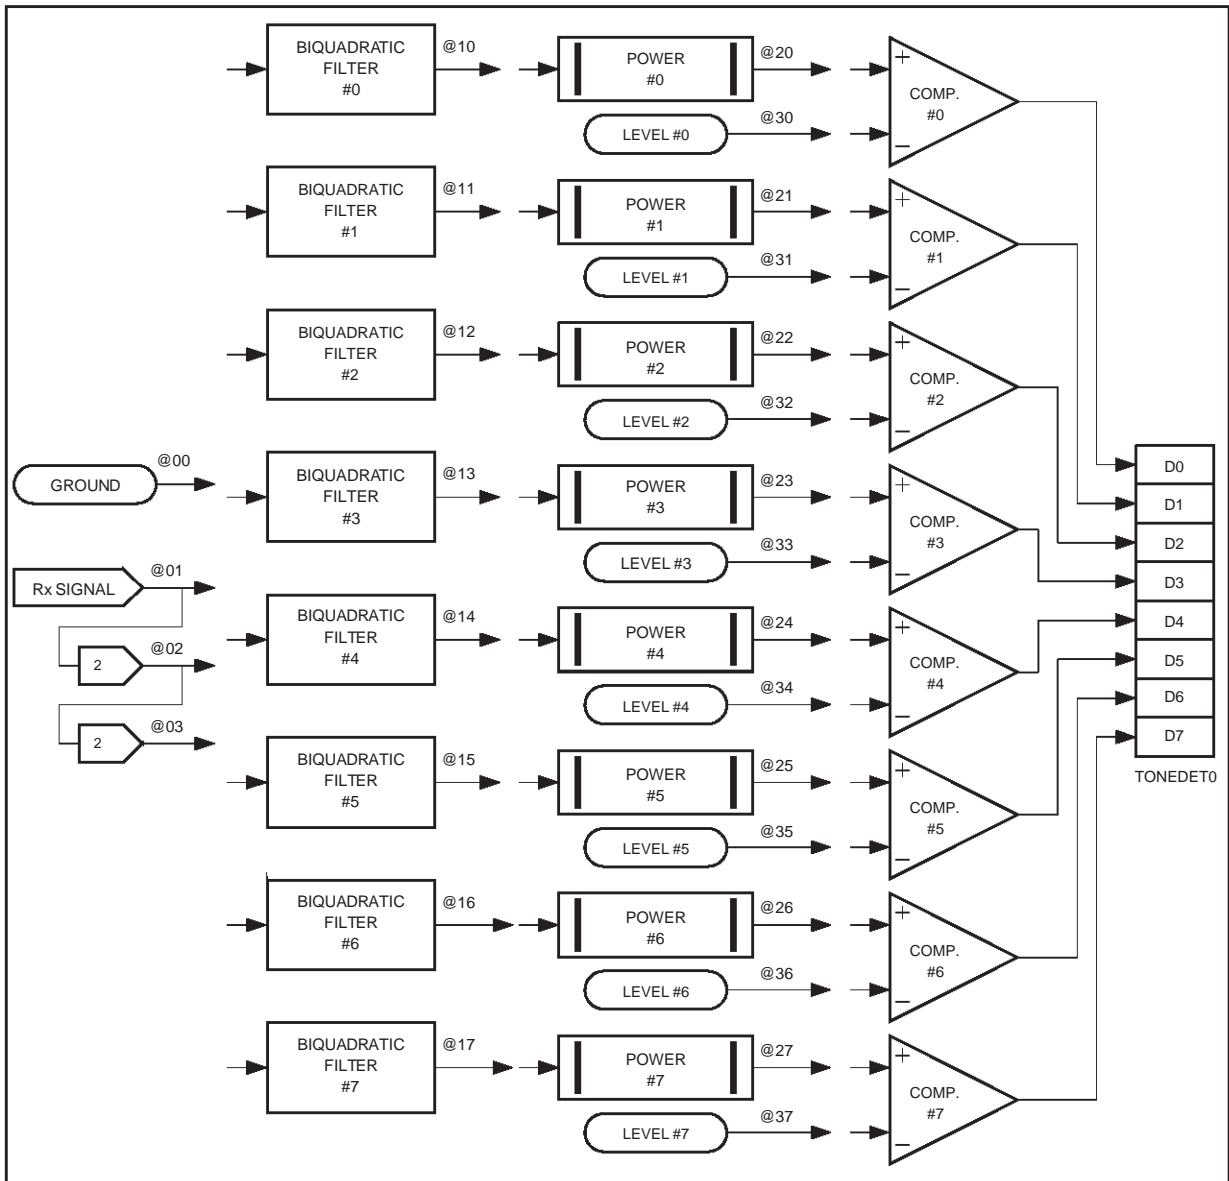 BIQUADRATIC
FILTER
#0
@10
POWER
#0
@20
LEVEL #0
@30
+
COMP.
#0
–
BIQUADRATIC
FILTER
#1
@11
POWER
#1
@21
LEVEL #1
@31
+
COMP.
#1
–
BIQUADRATIC
FILTER
#2
@12
POWER
#2
@22
LEVEL #2
@32
+
COMP.
#2
–
BIQUADRATIC
FILTER
#3
@13
POWER
#3
@23
LEVEL #3
@33
+
COMP.
#3
–
BIQUADRATIC
FILTER
#4
@14
POWER
#4
@24
LEVEL #4
@34
+
COMP.
#4
–
BIQUADRATIC
FILTER
#5
@15
POWER
#5
@25
LEVEL #5
@35
+
COMP.
#5
–
BIQUADRATIC
FILTER
#6
@16
POWER
#6
@26
LEVEL #6
@36
+
COMP.
#6
–
BIQUADRATIC
FILTER
#7
@17
POWER
#7
@27
LEVEL #7
@37
+
COMP.
#7
–
GROUND
@00
Rx SIGNAL
@01
2
@02
2
@03
D0
D1
D2
D3
D4
D5
D6
D7
TONEDET0